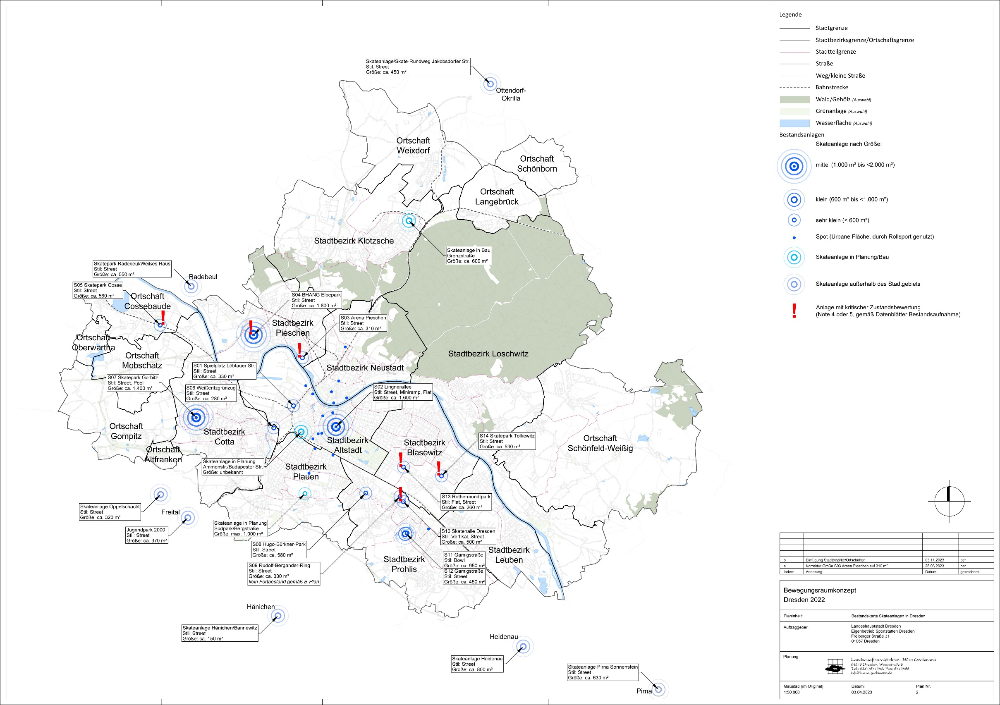 Skateanlage/Skate-Rundweg Jakobsdorfer Str.
Stil: Street
Größe: ca. 450 m²
Ottendorf-
Okrilla
Ortschaft
Weixdorf
Ortschaft
Schönborn
Ortschaft
Langebrück
Stadtbezirk Klotzsche
Skateanlage in Bau
Grenzstraße
Größe: ca. 600 m²
Skatepark Radebeul/Weißes Haus
Stil: Street
Größe: ca. 550 m²
Radebeul
S05 Skatepark Cosse
Stil: Street
Größe: ca. 560 m²
Ortschaft
Cossebaude
S04 BHANG Elbepark
Stil: Street
Größe: ca. 1.800 m²
S03 Arena Pieschen
Stil: Street
Größe: ca. 310 m²
Stadtbezirk
Pieschen
Ortschaft
Oberwartha
Ortschaft
Mobschatz
Stadtbezirk Loschwitz
S01 Spielplatz Löbtauer Str.
Stil: Street
Größe: ca. 330 m²
Stadtbezirk Neustadt
S07 Skatepark Gorbitz
Stil: Street, Pool
Größe: ca. 1.400 m²
S06 Weißeritzgrünzug
Stil: Street
Größe: ca. 280 m²
S02 Lingnerallee
Stil: Street, Miniramp, Flat
Größe: ca. 1.600 m²
Ortschaft
Gompitz
Stadtbezirk
Cotta
Stadtbezirk
Altstadt
Stadtbezirk
Blasewitz
S14 Skatepark Tolkewitz
Stil: Street
Größe: ca. 530 m²
Ortschaft
Schönfeld-Weißig
Ortschaft
Altfranken
Skateanlage in Planung
Ammonstr./Budapester Str.
Größe: unbekannt
Stadtbezirk
Plauen
S13 Rothermundtpark
Stil: Flat, Street
Größe: ca. 260 m²
Skateanlage Oppelschacht
Stil: Street
Größe: ca. 320 m²
Freital
Jugendpark 2000
Stil: Street
Größe: ca. 370 m²
Skateanlage in Planung
Südpark/Bergstraße
Größe: max. 1.000 m²
S10 Skatehalle Dresden
Stil: Vertikal, Street
Größe: ca. 500 m²
S08 Hugo-Bürkner-Park
Stil: Street
Größe: ca. 580 m²
S11 Gamigstraße
Stil: Bowl
Größe: ca. 950 m²
S12 Gamigstraße
Stil: Street
Größe: ca. 450 m²
Stadtbezirk
Leuben
Stadtbezirk
Prohlis
S09 Rudolf-Bergander-Ring
Stil: Street
Größe: ca. 300 m²
kein Fortbestand gemäß B-Plan
Hänichen
Skateanlage Hänichen/Bannewitz
Stil: Street
Größe: ca. 150 m²
Heidenau
Skateanlage Heidenau
Stil: Street
Größe: ca. 800 m²
Skateanlage Pirna Sonnenstein
Stil: Street
Größe: ca. 630 m²
Pirna
Legende
Stadtgrenze
Stadtbezirksgrenze/Ortschaftsgrenze
Stadtteilgrenze
Straße
Weg/kleine Straße
Bahnstrecke
Wald/Gehölz (Auswahl)
Grünanlage (Auswahl)
Wasserfläche (Auswahl)
Bestandsanlagen
Skateanlage nach Größe:
mittel (1.000 m² bis <2.000 m²)
klein (600 m² bis <1.000 m²)
sehr klein (< 600 m²)
Spot (Urbane Fläche, durch Rollsport genutzt)
Skateanlage in Planung/Bau
Skateanlage außerhalb des Stadtgebiets
Anlage mit kritischer Zustandsbewertung
(Note 4 oder 5, gemäß Datenblätter Bestandsaufnahme)
b Einfügung Stadtbezirke/Ortschaften 03.11.2023 ber
a Korrektur Größe S03 Arena Pieschen auf 310 m² 28.03.2023 ber
Index: Änderung: Datum: gezeichnet:
Bewegungsraumkonzept
Dresden 2022
Planinhalt: Bestandskarte Skateanlagen in Dresden
Auftraggeber: Landeshauptstadt Dresden
Eigenbetrieb Sportstätten Dresden
Freiberger Straße 31
01067 Dresden
Planung: Landschaftsarchitektur- Büro Grohmann
01219 Dresden, Wasastraße 8
Tel.: 0351/877340, Fax: 8773466
info@buero-grohmann.de
Maßstab (im Original) Datum: Plan Nr.
1:50.000 03.04.2023 2